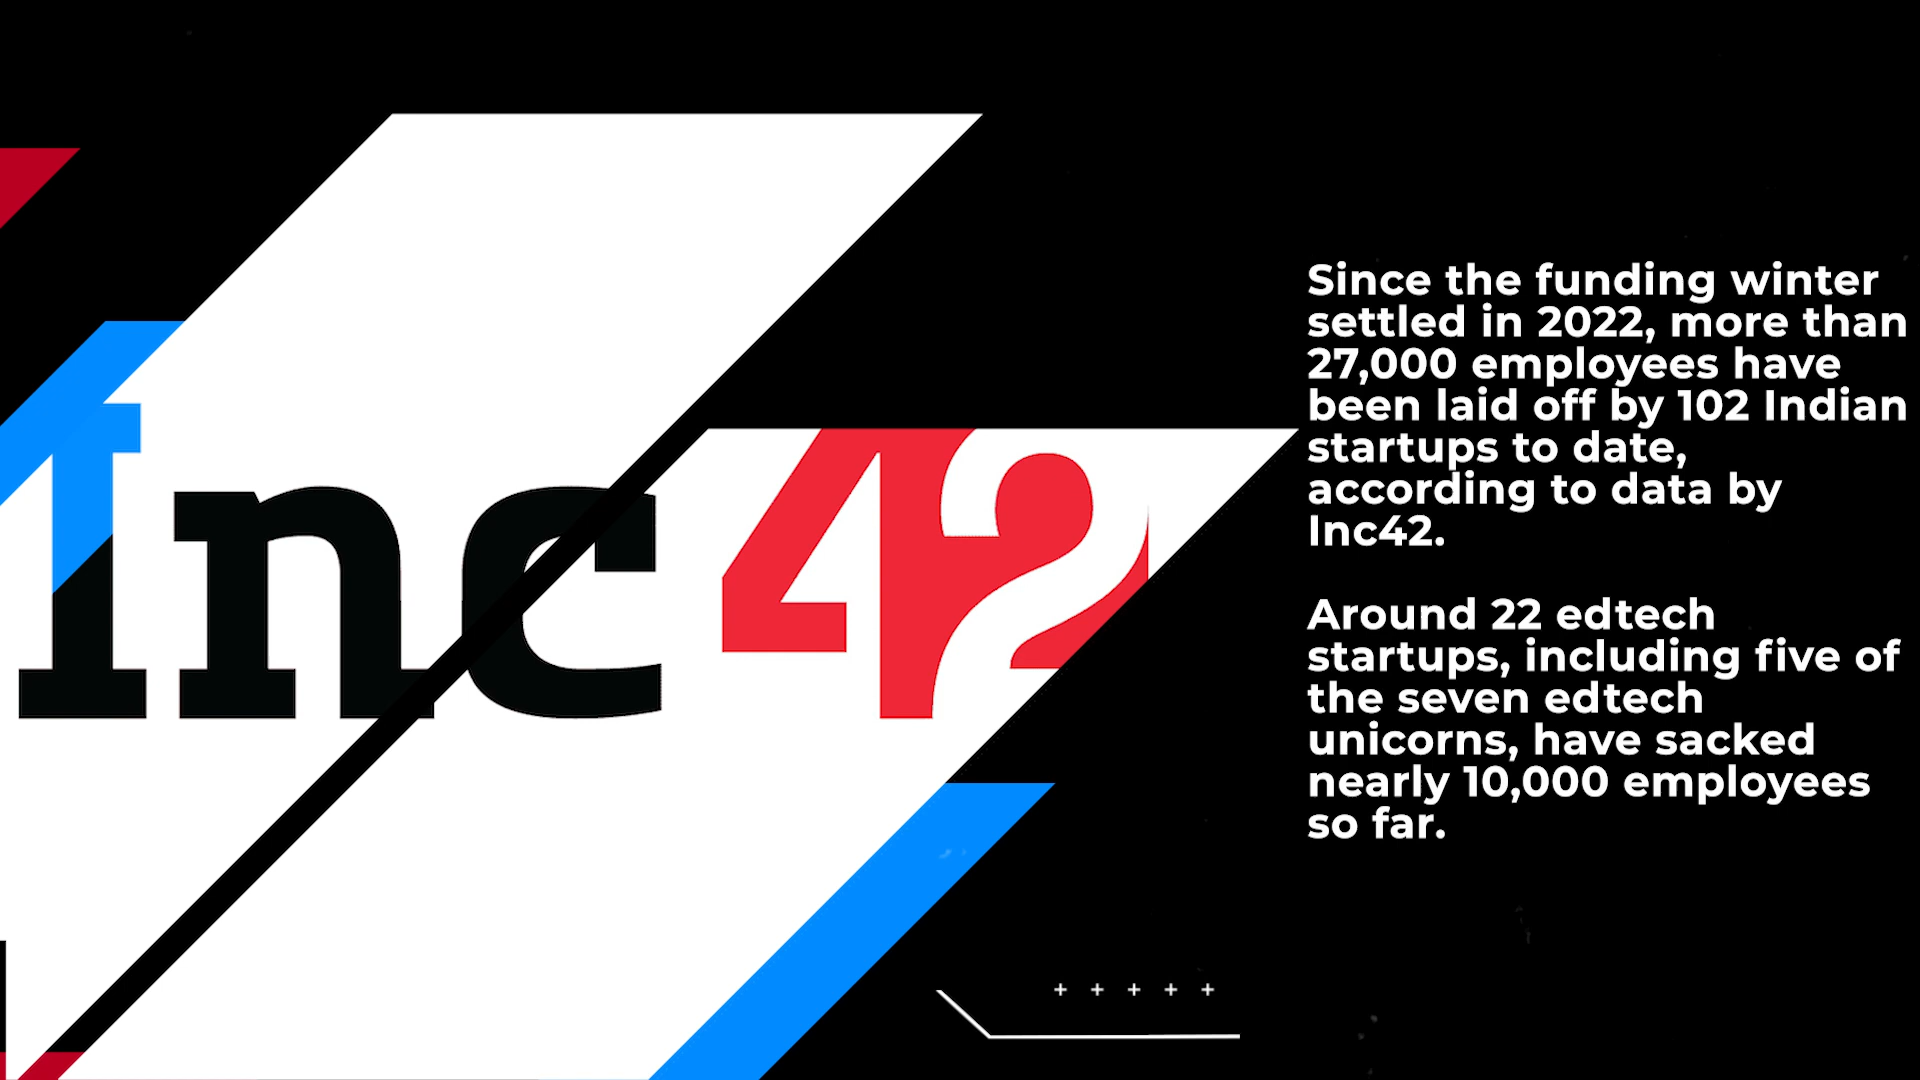 Inc42
Since the funding winter
settled in 2022, more than
27,000 employees have
been laid off by 102 Indian
startups to date,
according to data by
Inc42.
Around 22 edtech
startups, including five of
the seven edtech
unicorns, have sacked
nearly 10,000 employees
so far.